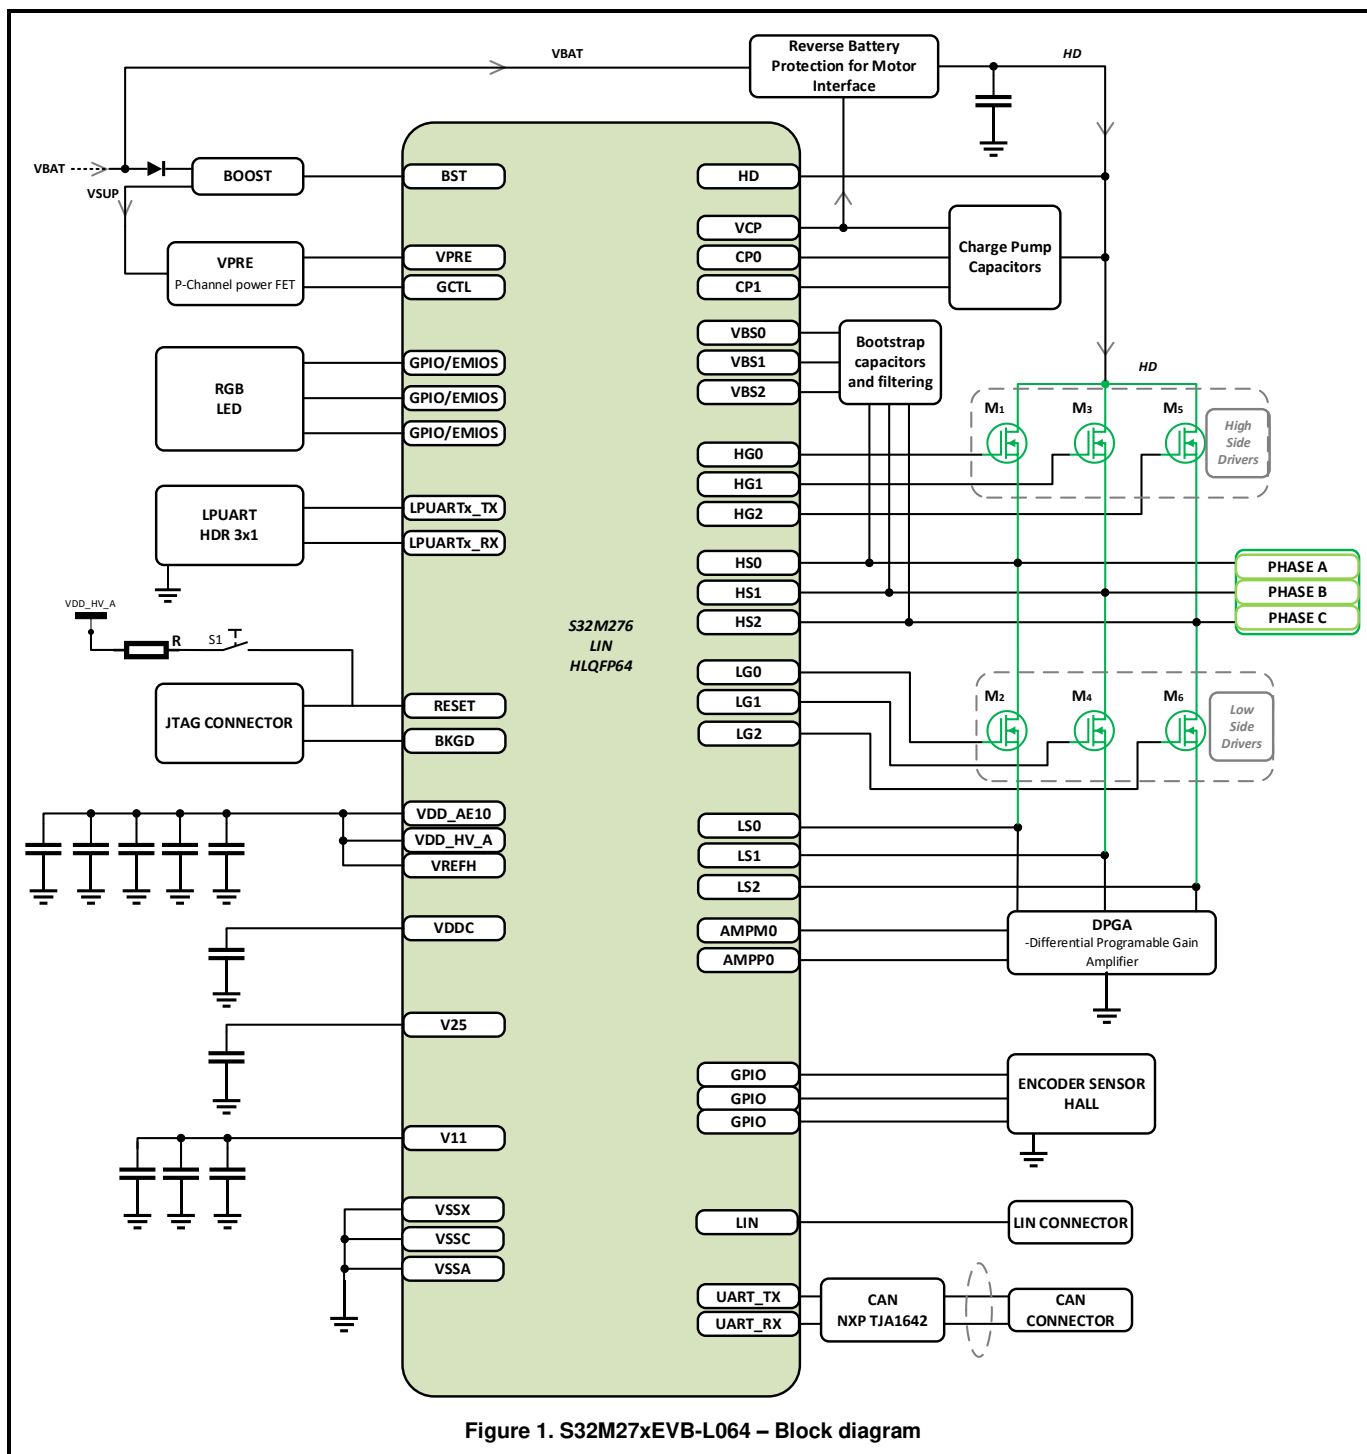 VBAT
Reverse Battery
Protection for Motor
Interface
HD
VBAT
VSUP
BOOST
BST
HD
VPRE
P-Channel power FET
VPRE
GCTL
VCP
CP0
CP1
Charge Pump
Capacitors
VBS0
VBS1
VBS2
Bootstrap
capacitors
and filtering
HD
RGB
LED
GPIO/EMIOS
GPIO/EMIOS
GPIO/EMIOS
M1
M3
M5
High
Side
Drivers
HG0
HG1
HG2
LPUART
HDR 3x1
LPUARTx_TX
LPUARTx_RX
HS0
HS1
HS2
PHASE A
PHASE B
PHASE C
VDD_HV_A
R
S1
S32M276
LIN
HLQFP64
JTAG CONNECTOR
RESET
BKGD
LG0
LG1
LG2
M2
M4
M6
Low
Side
Drivers
VDD_AE10
VDD_HV_A
VREFH
LS0
LS1
LS2
VDDC
AMPM0
AMPP0
DPGA
-Differential Programable Gain
Amplifier
V25
GPIO
GPIO
GPIO
ENCODER SENSOR
HALL
V11
VSSX
VSSC
VSSA
LIN
LIN CONNECTOR
UART_TX
UART_RX
CAN
NXP TJA1642
CAN
CONNECTOR
Figure 1. S32M27xEVB-L064 – Block diagram